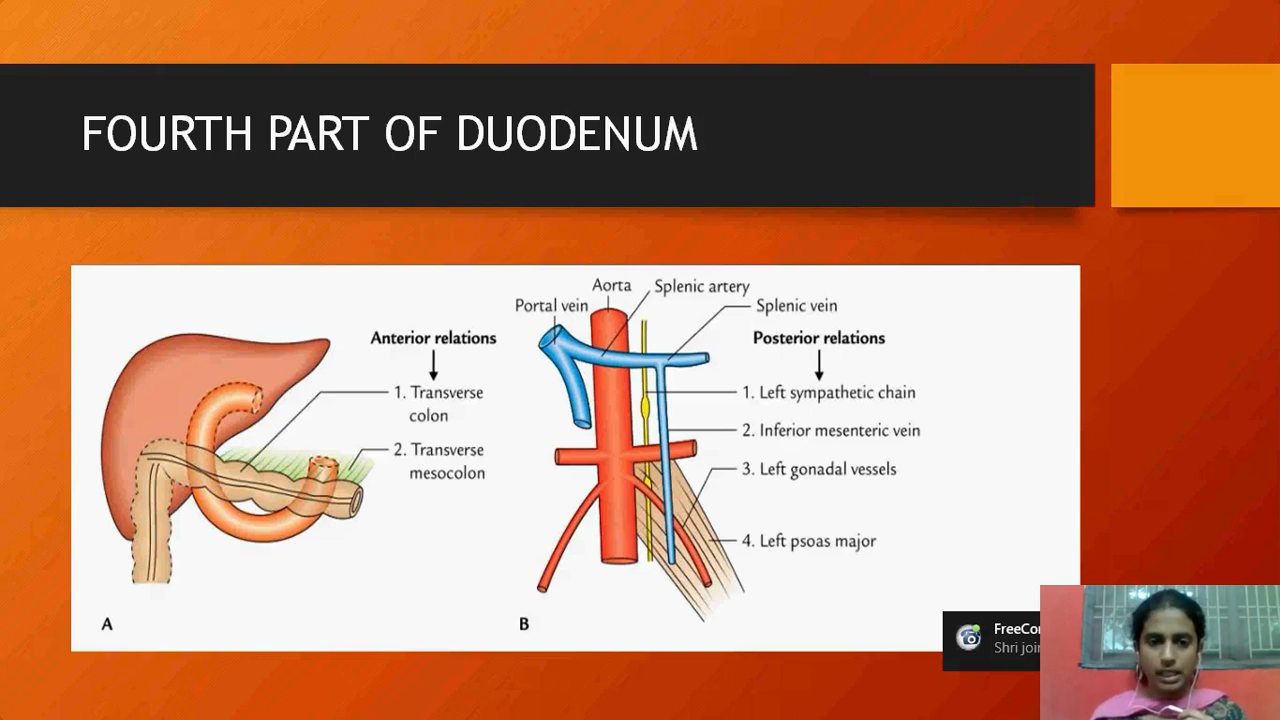 FOURTH PART OF DUODENUM
Anterior relations
1. Transverse
colon
2. Transverse
mesocolon
A
Aorta
Splenic artery
Portal vein
Splenic vein
Posterior relations
1. Left sympathetic chain
2. Inferior mesenteric vein
3. Left gonadal vessels
4. Left psoas major
B
Shri